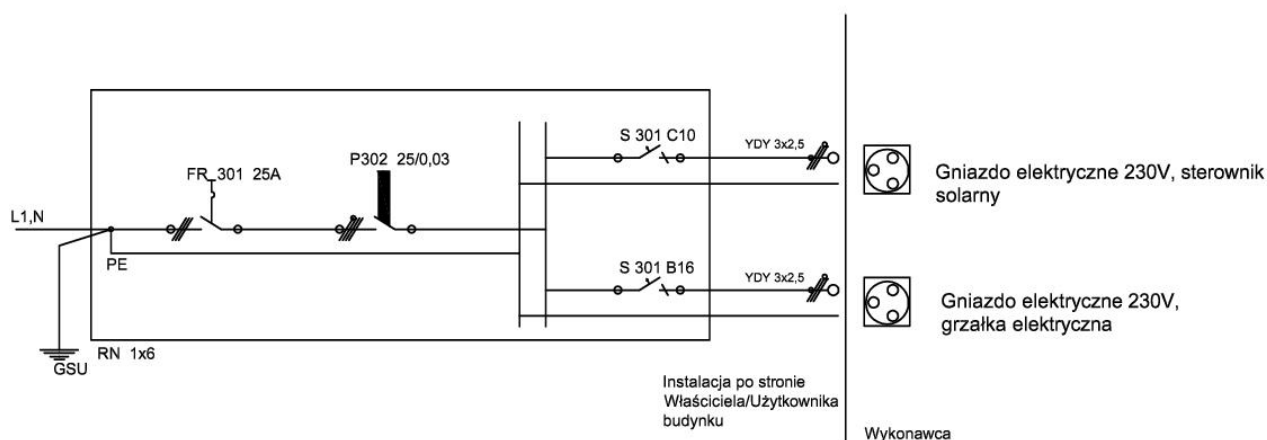 S 301 C10
YDY 3x2,5
P302 25/0,03
FR 301 25A
Gniazdo elektryczne 230V, sterownik
solarny
L1,N
PE
S 301 B16
YDY 3x2,5
Gniazdo elektryczne 230V,
grzałka elektryczna
RN 1x6
GSU
Instalacja po stronie
Właściciela/Użytkownika
budynku
Wykonawca